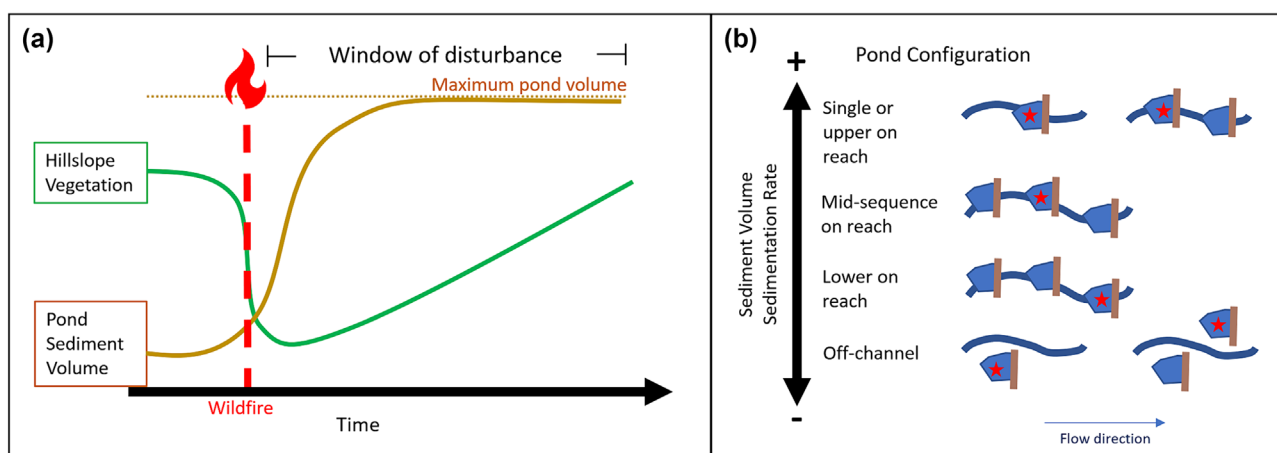 (a)
Window of disturbance
Maximum pond volume
Hillslope
Vegetation
Pond
Sediment
Volume
Wildfire
Time
(b)
Pond Configuration
+
Sediment Volume
Sedimentation Rate
-
Single or
upper on
reach
Mid-sequence
on reach
Lower on
reach
Off-channel
Flow direction